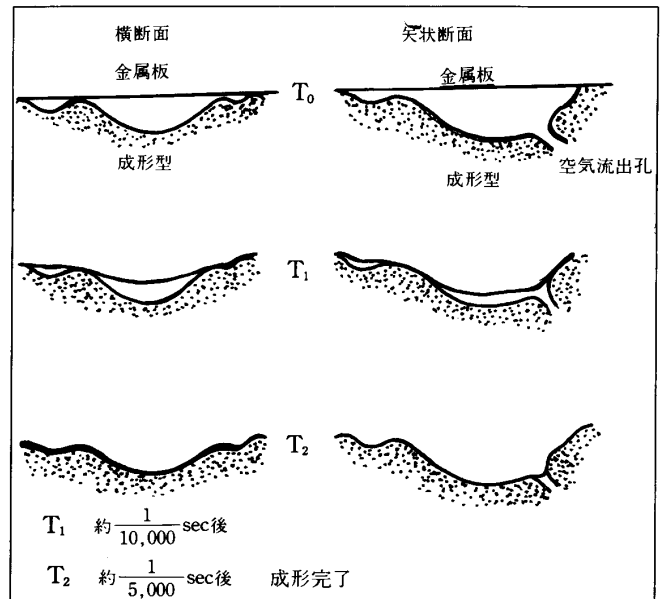 横断面
矢状断面
金属板
金属板
T₀
成形型
成形型
空気流出孔
T₁
T₂
T₁ 約 1/10,000 sec後
T₂ 約 1/5,000 sec後 成形完了